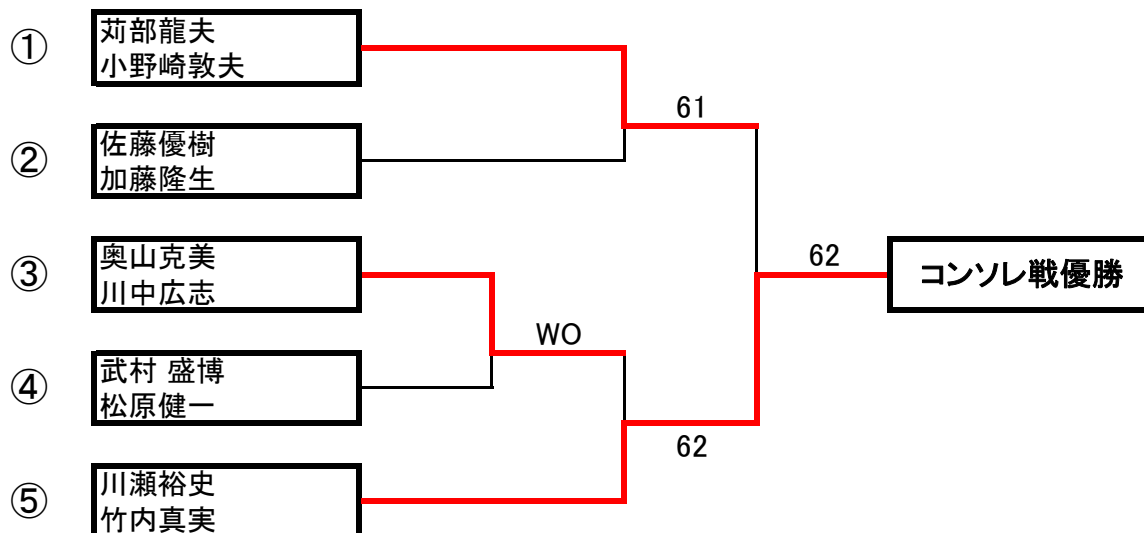 ①
苅部龍夫
小野崎敦夫
61
②
佐藤優樹
加藤隆生
③
奥山克美
川中広志
62
コンソレ戦優勝
WO
④
武村 盛博
松原健一
62
⑤
川瀬裕史
竹内真実